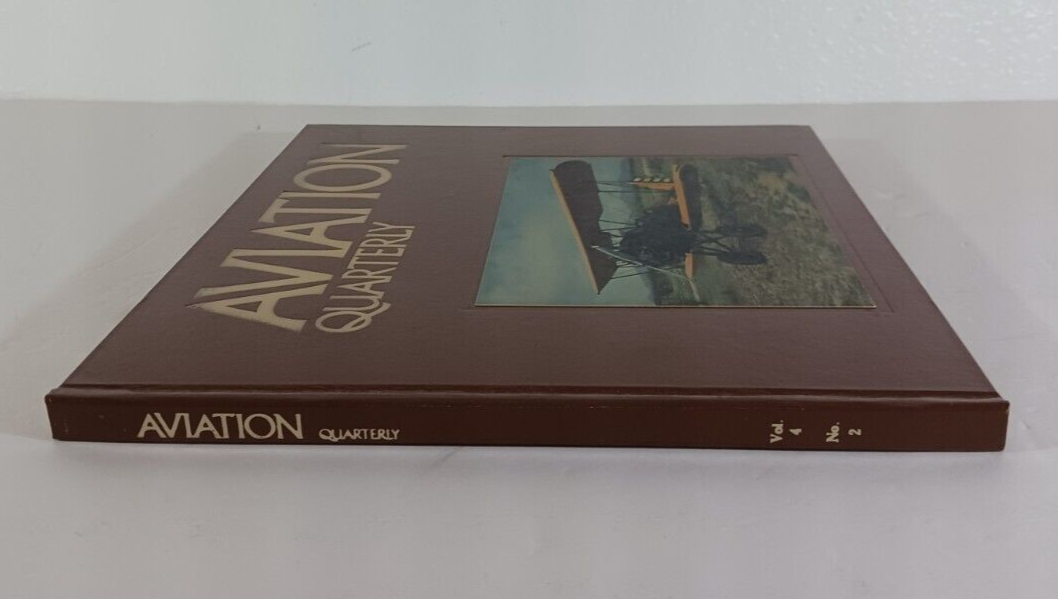 AVIATION
QUARTERLY
AVIATION QUARTERLY
Vol.
4
No.
2